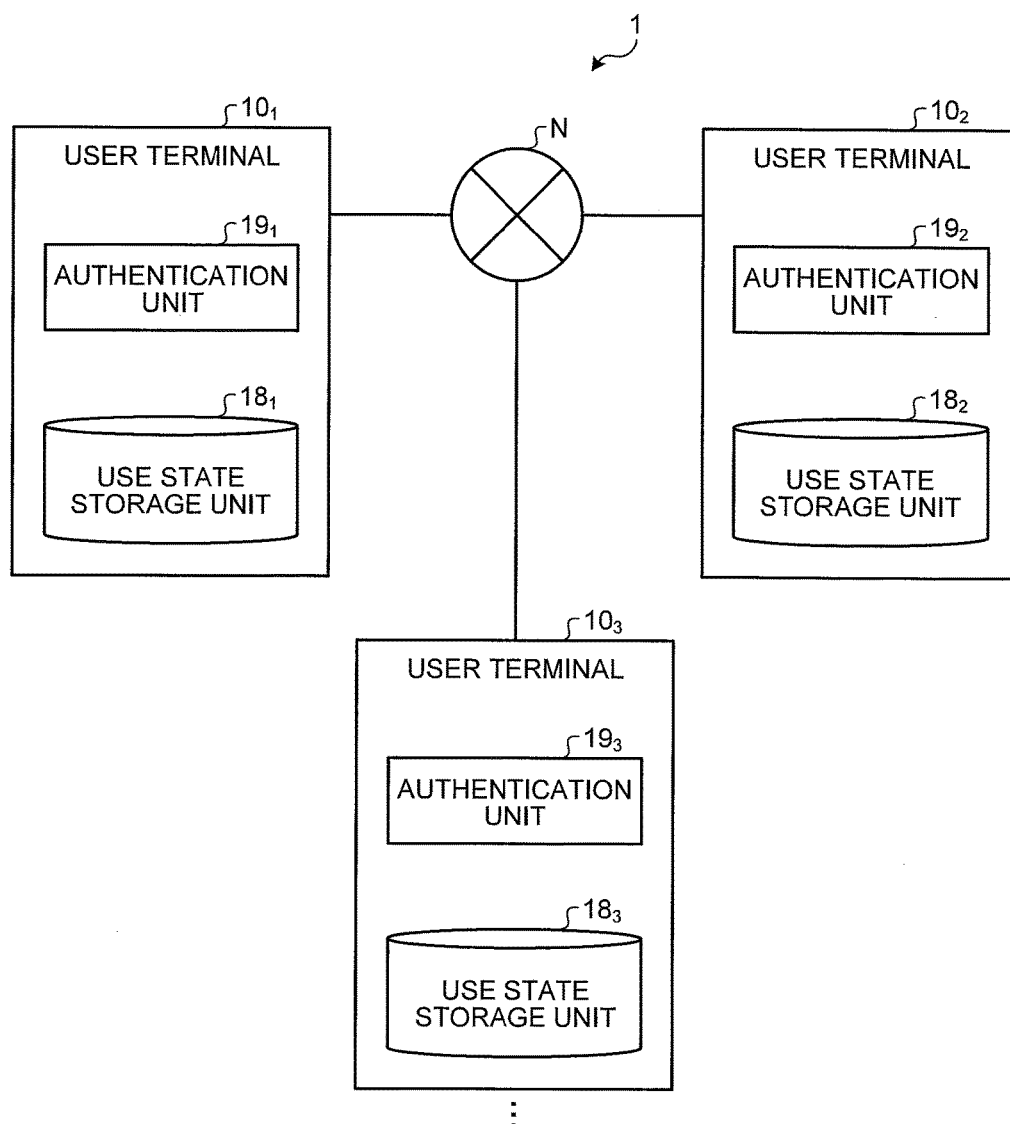 1
10₁
USER TERMINAL
19₁
AUTHENTICATION
UNIT
18₁
USE STATE
STORAGE UNIT
N
10₂
USER TERMINAL
19₂
AUTHENTICATION
UNIT
18₂
USE STATE
STORAGE UNIT
10₃
USER TERMINAL
19₃
AUTHENTICATION
UNIT
18₃
USE STATE
STORAGE UNIT